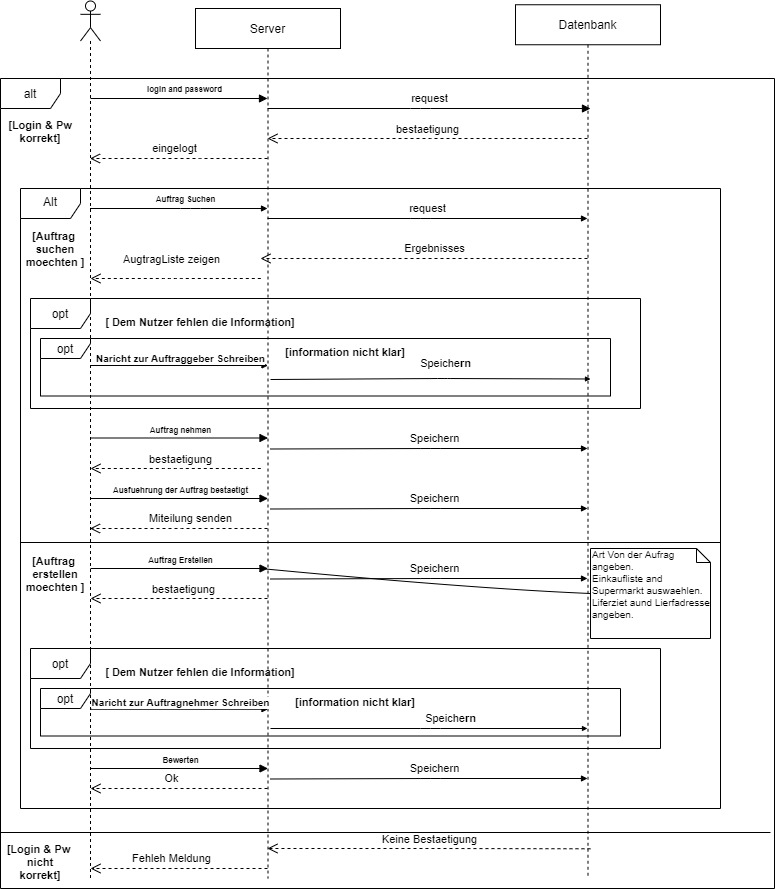 Server
Datenbank
alt
login and password
request
[Login & Pw
korrekt]
bestaetigung
eingelogt
Alt
Auftrag Suchen
request
[Auftrag
suchen
moechten ]
Ergebnisses
AugtragListe zeigen
opt
[ Dem Nutzer fehlen die Information]
opt
[information nicht klar]
Naricht zur Auftraggeber Schreiben
Speichern
Auftrag nehmen
Speichern
bestaetigung
Ausfuehrung der Auftrag bestaetigt
Speichern
Miteilung senden
[Auftrag
erstellen
moechten ]
Auftrag Erstellen
Speichern
bestaetigung
Art Von der Aufrag
angeben.
Einkaufliste and
Supermarkt auswaehlen.
Liferziet aund Lierfadresse
angeben.
opt
[ Dem Nutzer fehlen die Information]
opt
Naricht zur Auftragnehmer Schreiben
[information nicht klar]
Speichern
Bewerten
Speichern
Ok
[Login & Pw
nicht
korrekt]
Keine Bestaetigung
Fehleh Meldung